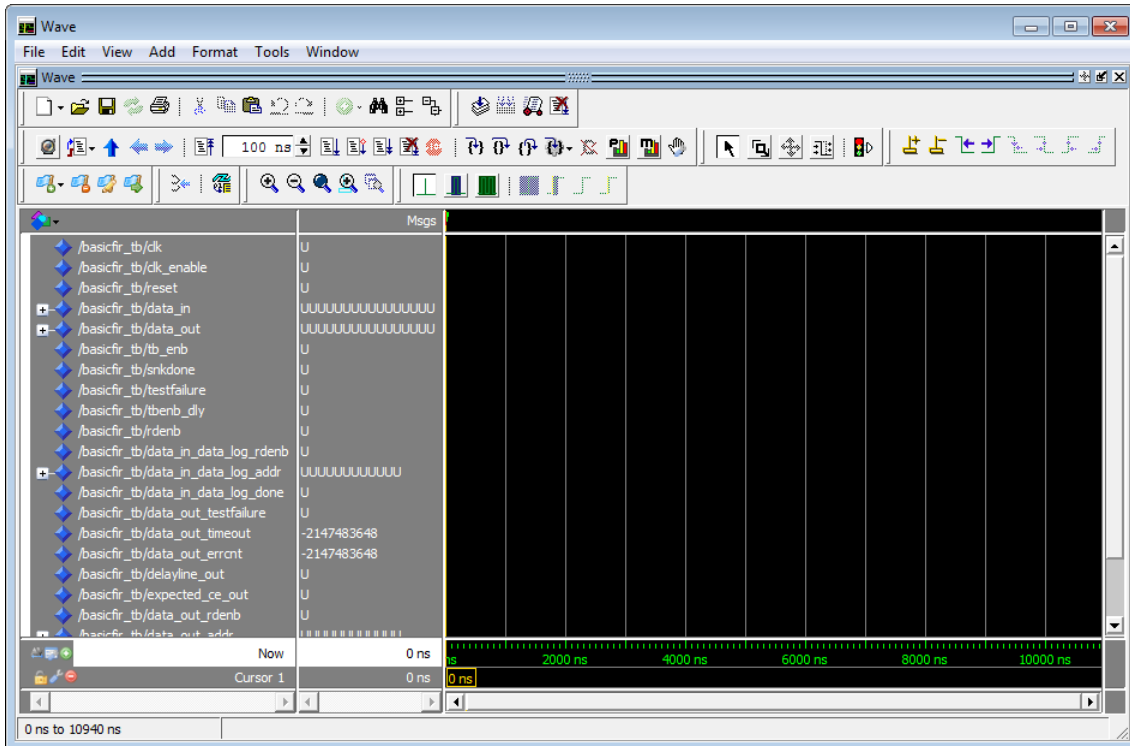 Wave
File Edit View Add Format Tools Window
Wave
100 ns
Msgs
/basicfir_tb/clk U
/basicfir_tb/clk_enable U
/basicfir_tb/reset U
/basicfir_tb/data_in UUUUUUUUUUUUUUUU
/basicfir_tb/data_out UUUUUUUUUUUUUUUU
/basicfir_tb/tb_enb U
/basicfir_tb/snkdone U
/basicfir_tb/testfailure U
/basicfir_tb/tbenb_dly U
/basicfir_tb/rdenb U
/basicfir_tb/data_in_data_log_rdenb U
/basicfir_tb/data_in_data_log_addr UUUUUUUUUUUU
/basicfir_tb/data_in_data_log_done U
/basicfir_tb/data_out_testfailure U
/basicfir_tb/data_out_timeout -2147483648
/basicfir_tb/data_out_errcnt -2147483648
/basicfir_tb/delayline_out U
/basicfir_tb/expected_ce_out U
/basicfir_tb/data_out_rdenb U
/basicfir_tb/data_out_addr UUUUUUUUUUUU
Now 0 ns ns 2000 ns 4000 ns 6000 ns 8000 ns 10000 ns
Cursor 1 0 ns 0 ns
0 ns to 10940 ns